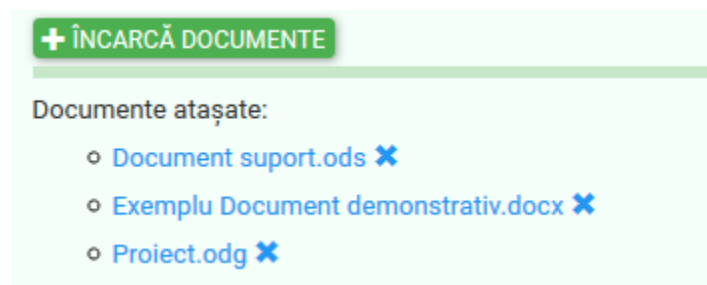 ÎNCARCĂ DOCUMENTE
Documente atașate:
Document suport.ods
Exemplu Document demonstrativ.docx
Proiect.odg